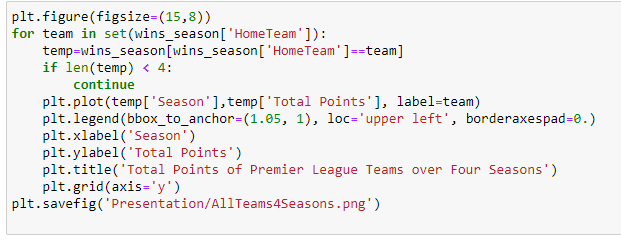 plt.figure(figsize=(15,8))
for team in set(wins_season['HomeTeam']):
    temp=wins_season[wins_season['HomeTeam']==team]
    if len(temp) < 4:
        continue
    plt.plot(temp['Season'],temp['Total Points'], label=team)
    plt.legend(bbox_to_anchor=(1.05, 1), loc='upper left', borderaxespad=0.)
    plt.xlabel('Season')
    plt.ylabel('Total Points')
    plt.title('Total Points of Premier League Teams over Four Seasons')
    plt.grid(axis='y')
plt.savefig('Presentation/AllTeams4Seasons.png')